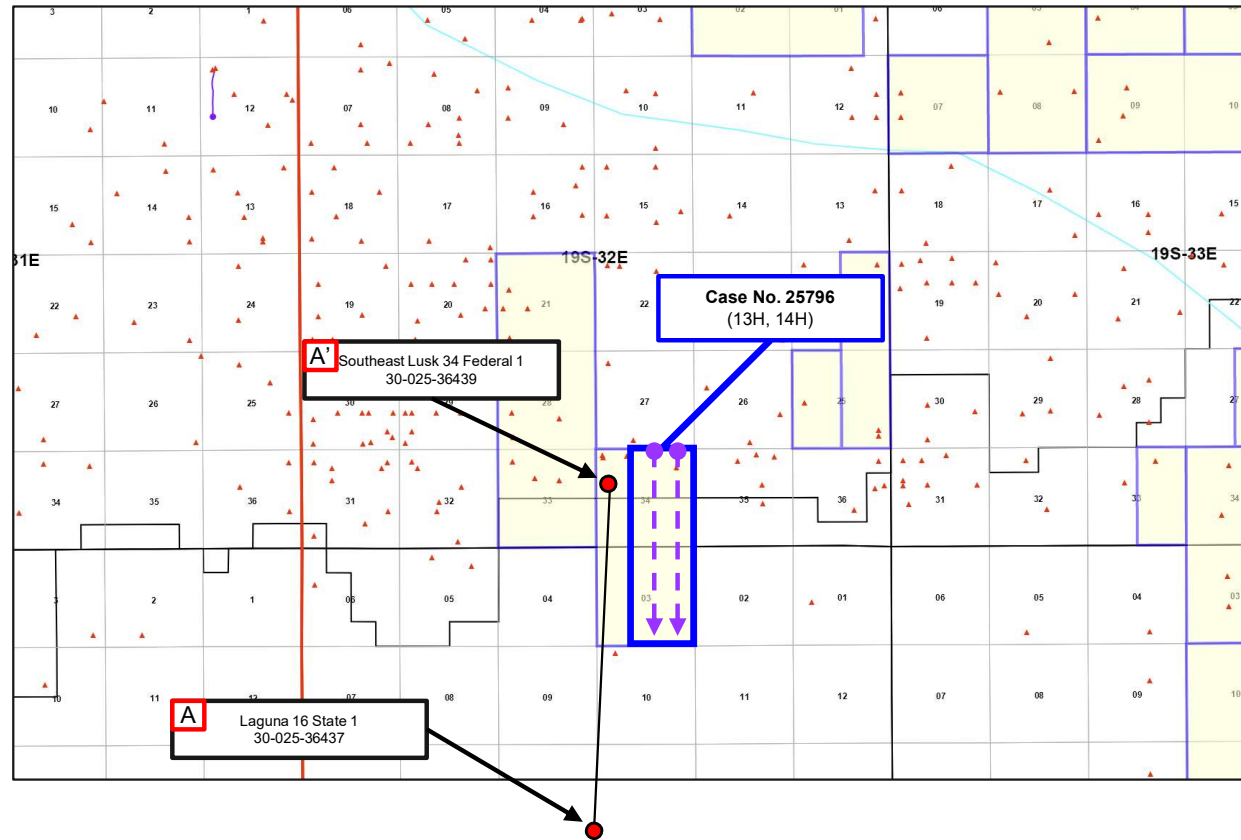 3 2 1 06 05 04 03 02 01 06 05 04 03
10 11 12 07 08 09 10 11 12 07 08 09 10
15 14 13 18 17 16 15 14 13 18 17 16 15
31E 19S-32E 19S-33E
22 23 24 19 20 21 22 19 20 21 22
Case No. 25796
(13H, 14H)
A' Southeast Lusk 34 Federal 1
30-025-36439
27 26 25 30 29 28 27 26 25 30 29 28 27
34 35 36 31 32 33 34 35 36 31 32 33 34
3 2 1 06 05 04 03 02 01 06 05 04 03
10 11 12 07 08 09 10 11 12 07 08 09 10
A Laguna 16 State 1
30-025-36437